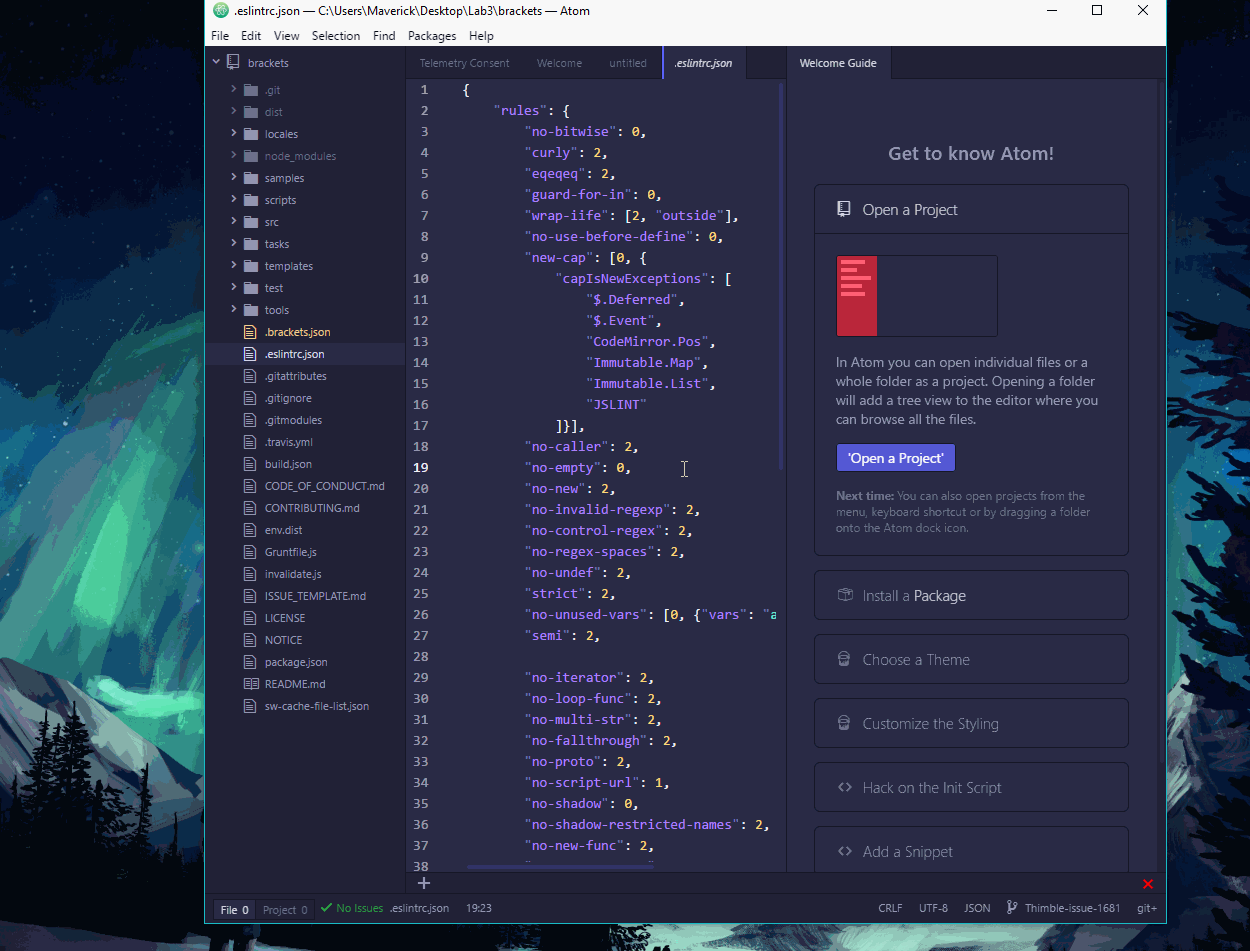 .eslintrc.json — C:\Users\Maverick\Desktop\Lab3\brackets — Atom
File Edit View Selection Find Packages Help
brackets
.git
dist
locales
node_modules
samples
scripts
src
tasks
templates
test
tools
.brackets.json
.eslintrc.json
.gitattributes
.gitignore
.gitmodules
.travis.yml
build.json
CODE_OF_CONDUCT.md
CONTRIBUTING.md
env.dist
Gruntfile.js
invalidate.js
ISSUE_TEMPLATE.md
LICENSE
NOTICE
package.json
README.md
sw-cache-file-list.json
Telemetry Consent Welcome untitled .eslintrc.json
1 {
2 "rules": {
3 "no-bitwise": 0,
4 "curly": 2,
5 "eqeqeq": 2,
6 "guard-for-in": 0,
7 "wrap-iife": [2, "outside"],
8 "no-use-before-define": 0,
9 "new-cap": [0, {
10 "capIsNewExceptions": [
11 "$.Deferred",
12 "$.Event",
13 "CodeMirror.Pos",
14 "Immutable.Map",
15 "Immutable.List",
16 "JSLINT"
17 ]}],
18 "no-caller": 2,
19 "no-empty": 0,
20 "no-new": 2,
21 "no-invalid-regexp": 2,
22 "no-control-regex": 2,
23 "no-regex-spaces": 2,
24 "no-undef": 2,
25 "strict": 2,
26 "no-unused-vars": [0, {"vars": "a
27 "semi": 2,
28
29 "no-iterator": 2,
30 "no-loop-func": 2,
31 "no-multi-str": 2,
32 "no-fallthrough": 2,
33 "no-proto": 2,
34 "no-script-url": 1,
35 "no-shadow": 0,
36 "no-shadow-restricted-names": 2,
37 "no-new-func": 2,
38
Welcome Guide
Get to know Atom!
Open a Project
In Atom you can open individual files or a
whole folder as a project. Opening a folder
will add a tree view to the editor where you
can browse all the files.
'Open a Project'
Next time: You can also open projects from the
menu, keyboard shortcut or by dragging a folder
onto the Atom dock icon.
Install a Package
Choose a Theme
Customize the Styling
Hack on the Init Script
Add a Snippet
File 0 Project 0 No Issues .eslintrc.json 19:23 CRLF UTF-8 JSON Thimble-issue-1681 git+